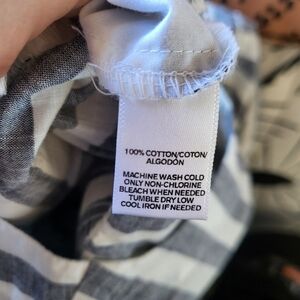 100% COTTON/COTON/
ALGODÓN
MACHINE WASH COLD
ONLY NON-CHLORINE
BLEACH WHEN NEEDED
TUMBLE DRY LOW
COOL IRON IF NEEDED